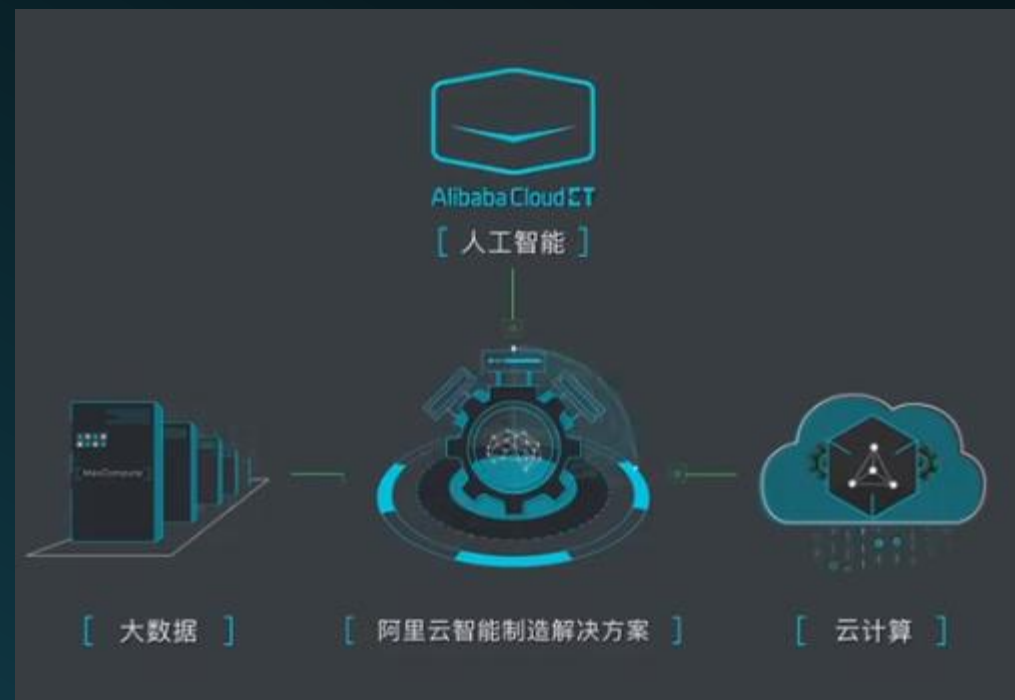 Alibaba Cloud ET
[ 人工智能 ]
MaxCompute
[ 大数据 ]
[ 阿里云智能制造解决方案 ]
[ 云计算 ]